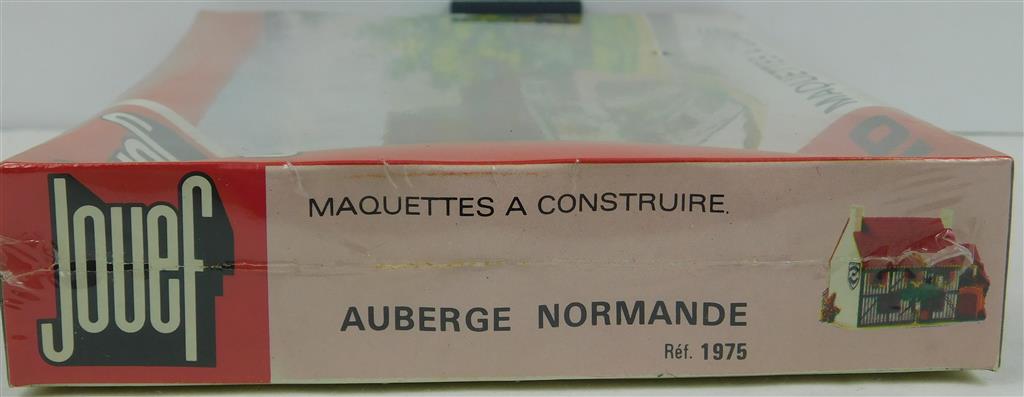 Jouef
MAQUETTES A CONSTRUIRE.
AUBERGE NORMANDE
Réf. 1975